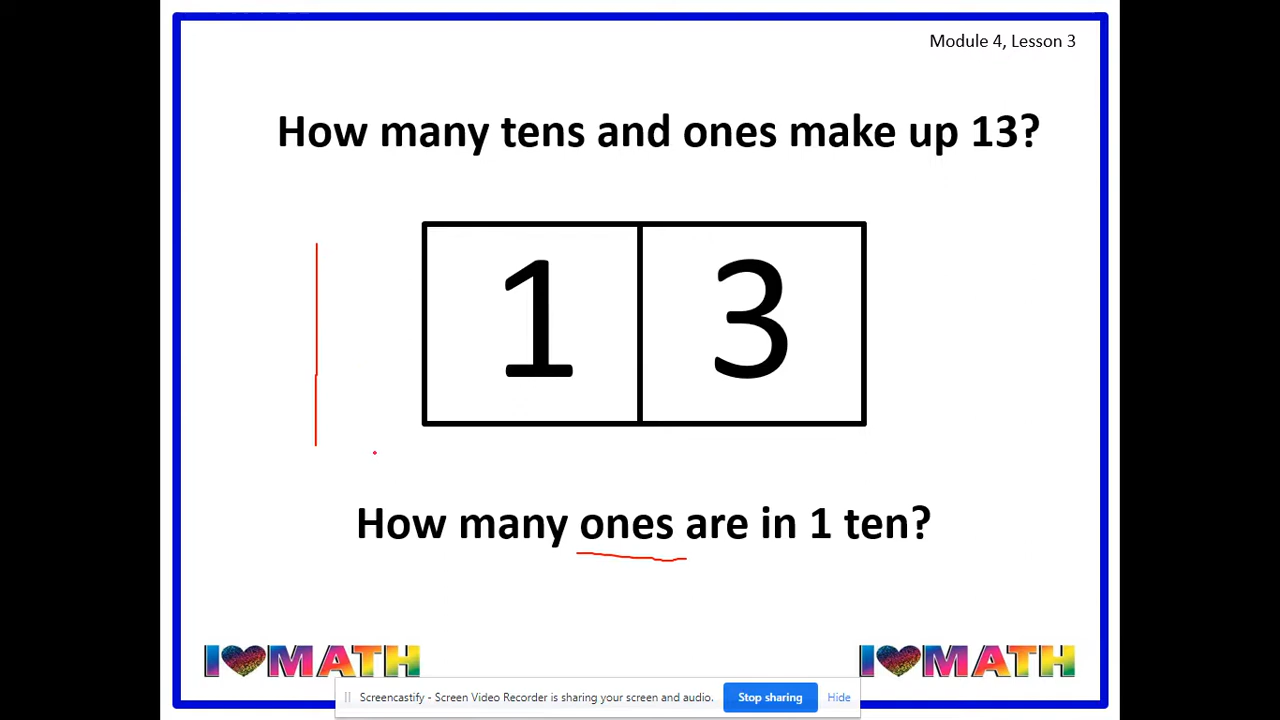 Module 4, Lesson 3
How many tens and ones make up 13?
1 3
How many ones are in 1 ten?
I MATH I MATH
Screencastify - Screen Video Recorder is sharing your screen and audio. Stop sharing Hide